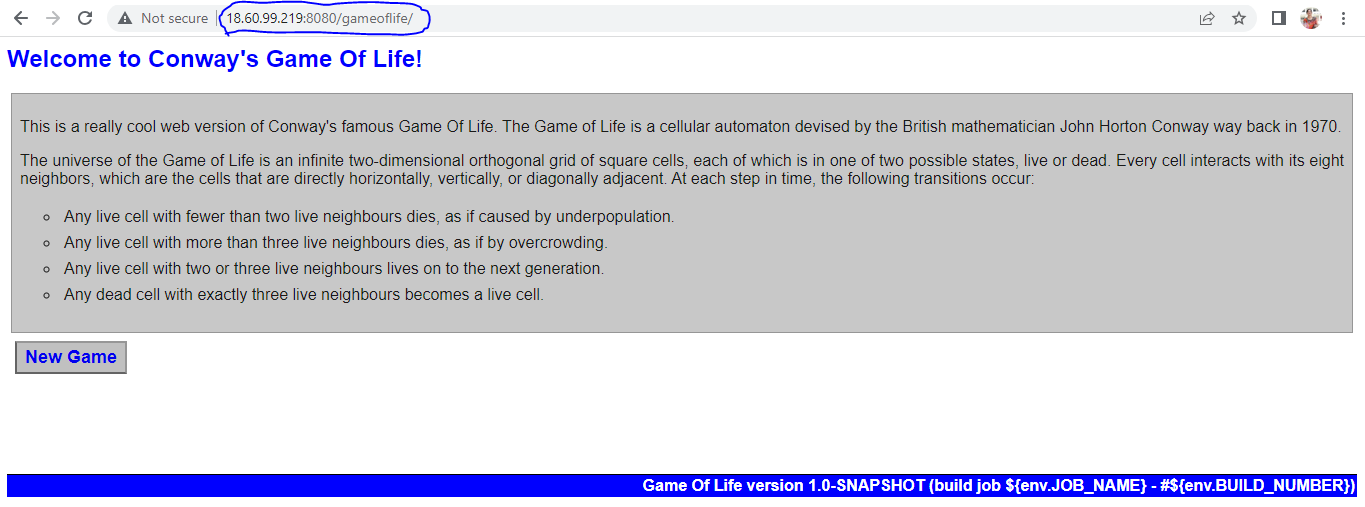 Not secure
18.60.99.219:8080/gameoflife/
Welcome to Conway's Game Of Life!
This is a really cool web version of Conway's famous Game Of Life. The Game of Life is a cellular automaton devised by the British mathematician John Horton Conway way back in 1970.
The universe of the Game of Life is an infinite two-dimensional orthogonal grid of square cells, each of which is in one of two possible states, live or dead. Every cell interacts with its eight
neighbors, which are the cells that are directly horizontally, vertically, or diagonally adjacent. At each step in time, the following transitions occur:
Any live cell with fewer than two live neighbours dies, as if caused by underpopulation.
Any live cell with more than three live neighbours dies, as if by overcrowding.
Any live cell with two or three live neighbours lives on to the next generation.
Any dead cell with exactly three live neighbours becomes a live cell.
New Game
Game Of Life version 1.0-SNAPSHOT (build job ${env.JOB_NAME} - #${env.BUILD_NUMBER})